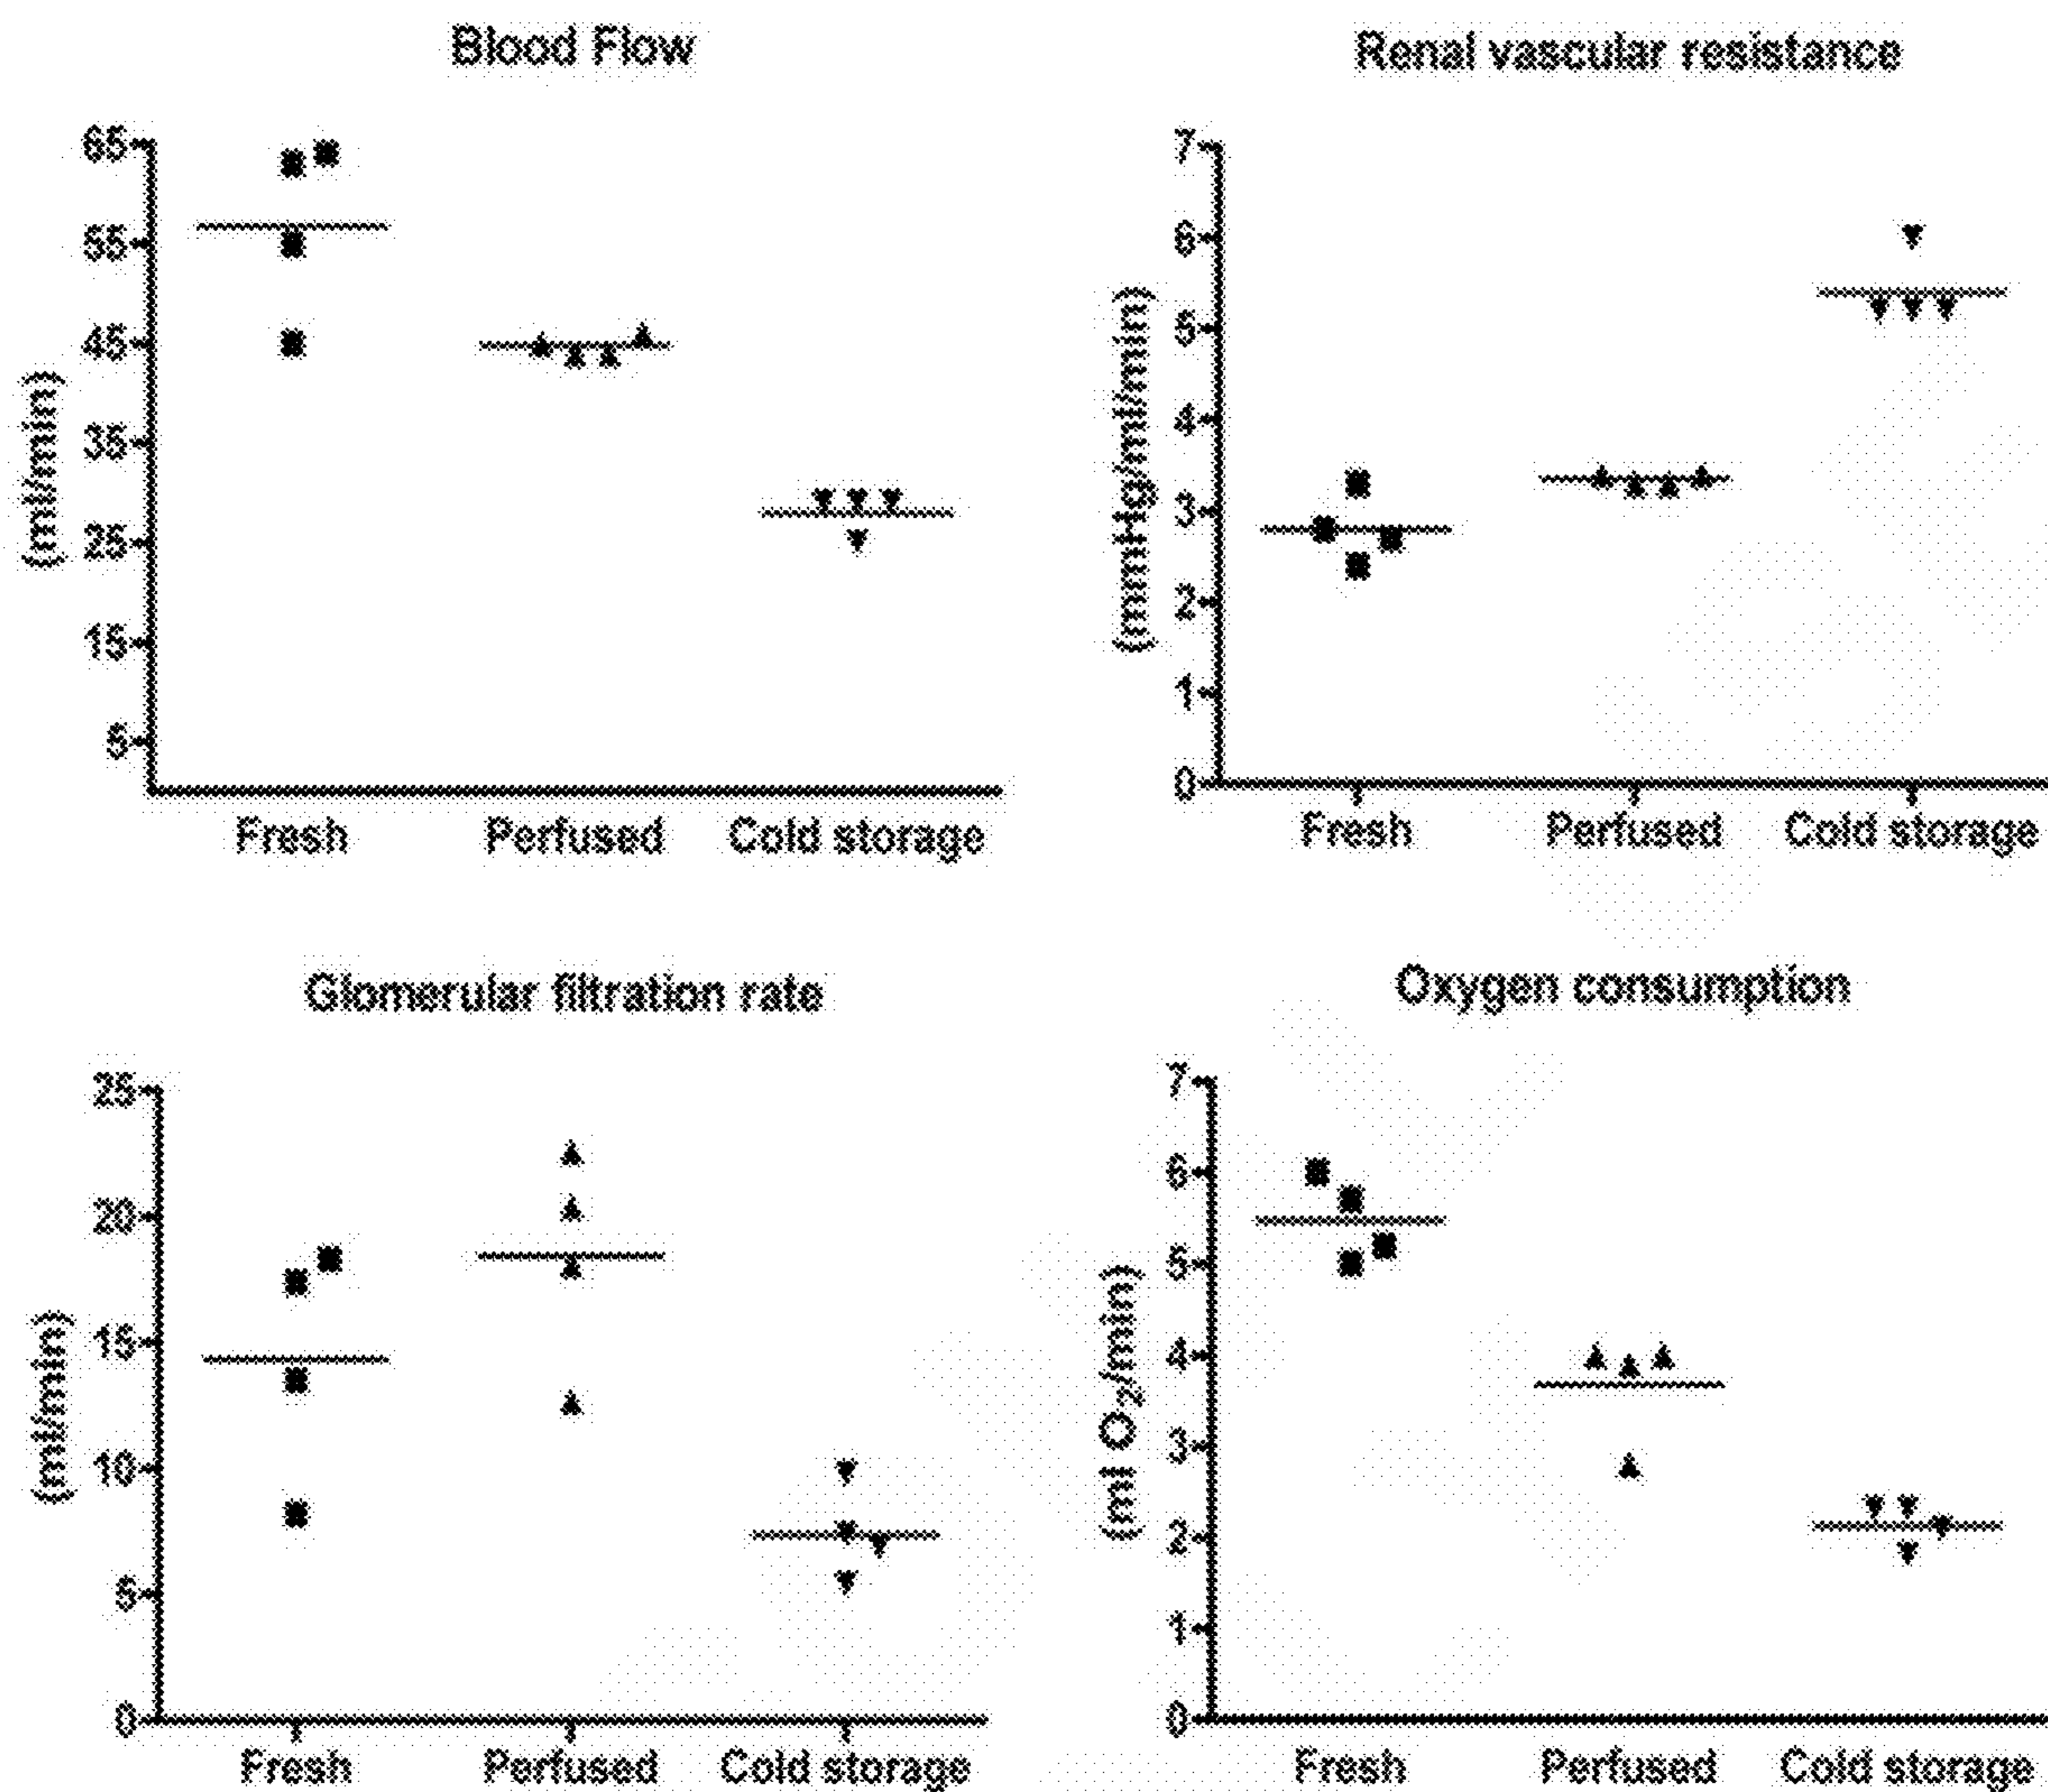 Blood Flow
65
55
45
35
25
15
5
(ml/min)
Fresh Perfused Cold storage
Renal vascular resistance
7
6
5
4
3
2
1
0
(mmHg/ml/min)
Fresh Perfused Cold storage
Glomerular filtration rate
25
20
15
10
5
0
(ml/min)
Fresh Perfused Cold storage
Oxygen consumption
7
6
5
4
3
2
1
0
(ml O₂/min)
Fresh Perfused Cold storage